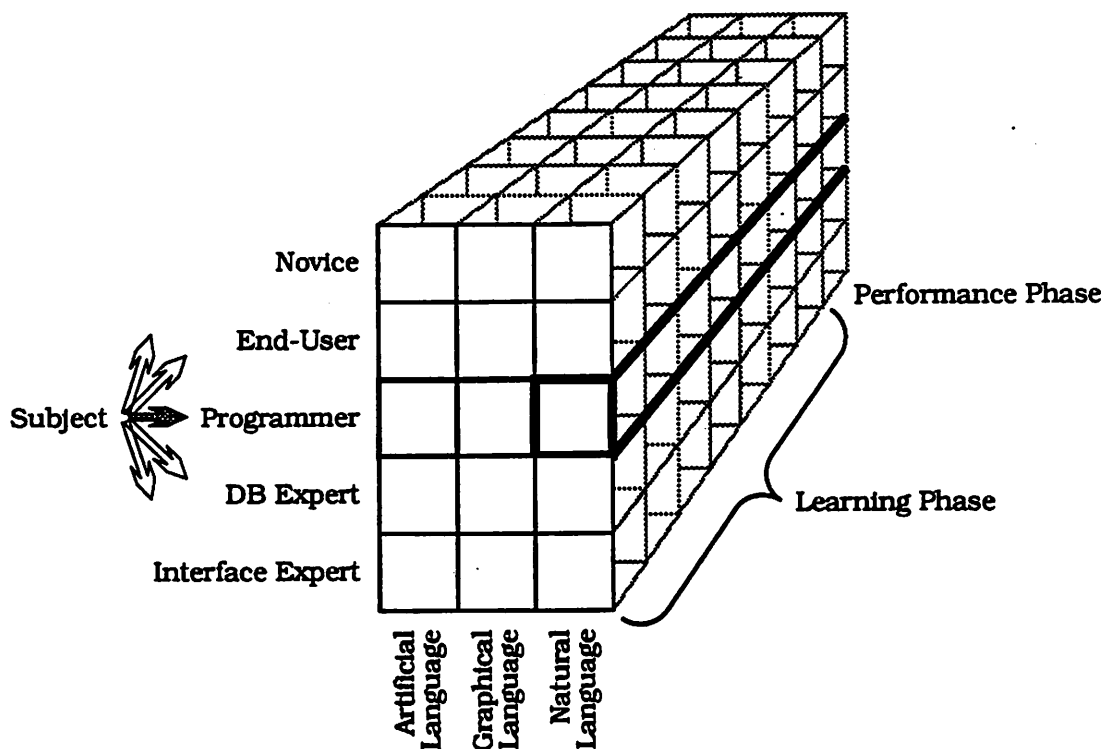 Novice
End-User
Performance Phase
Subject
Programmer
DB Expert
Learning Phase
Interface Expert
Artificial
Language
Graphical
Language
Natural
Language